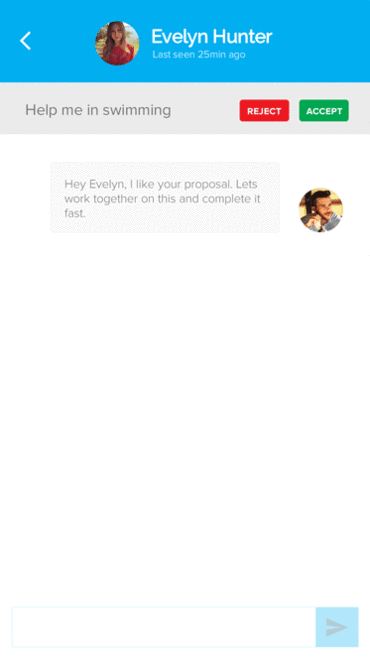 Evelyn Hunter
Last seen 25min ago
Help me in swimming
REJECT
ACCEPT
Hey Evelyn, I like your proposal. Lets
work together on this and complete it
fast.